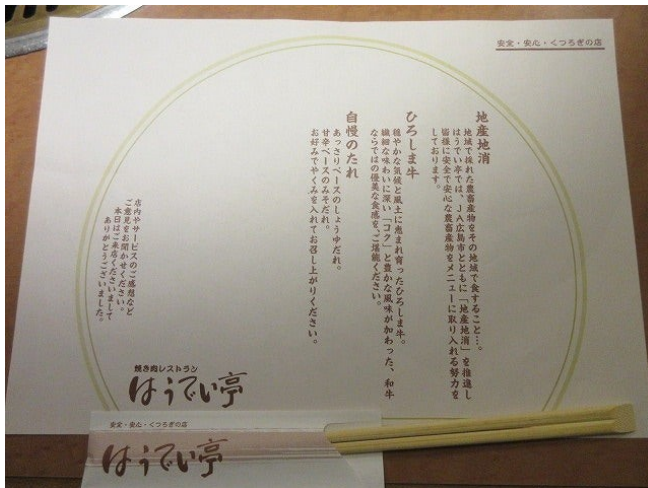 安全・安心・くつろぎの店
地産地消
地域で採れた農畜産物をその地域で食すること…。
はうでい亭では、JA広島市とともに「地産地消」を推進し
皆様に安全で安心な農畜産物をメニューに取り入れる努力を
しております。
ひろしま牛
穏やかな気候と風土に恵まれ育ったひろしま牛。
繊細な味わいに深い「コク」と豊かな風味が加わった、和牛
ならではの優美な食感を、ご堪能ください。
自慢のたれ
あっさりベースのしょうゆだれ。
甘辛ベースのみそだれ。
お好みでやくみを入れてお召し上がりください。
店内やサービスのご感想など
ご意見をお聞かせください。
本日はご来店くださいまして
ありがとうございました。
焼き肉レストラン
はうでい亭
安全・安心・くつろぎの店
はうでい亭